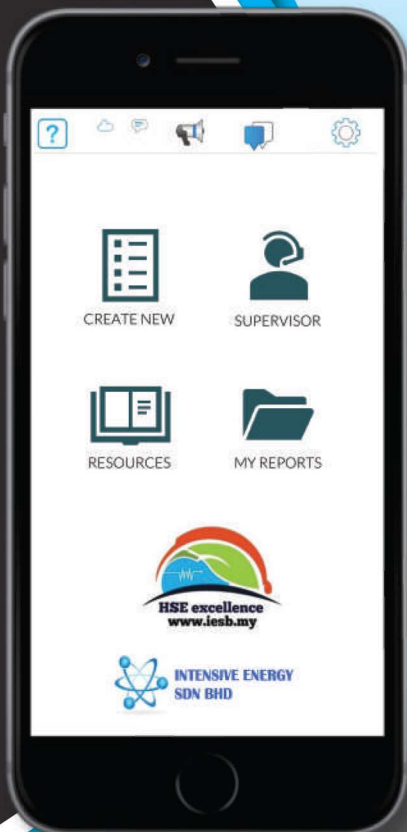 ?
CREATE NEW
SUPERVISOR
RESOURCES
MY REPORTS
HSE excellence
www.iesb.my
INTENSIVE ENERGY
SDN BHD